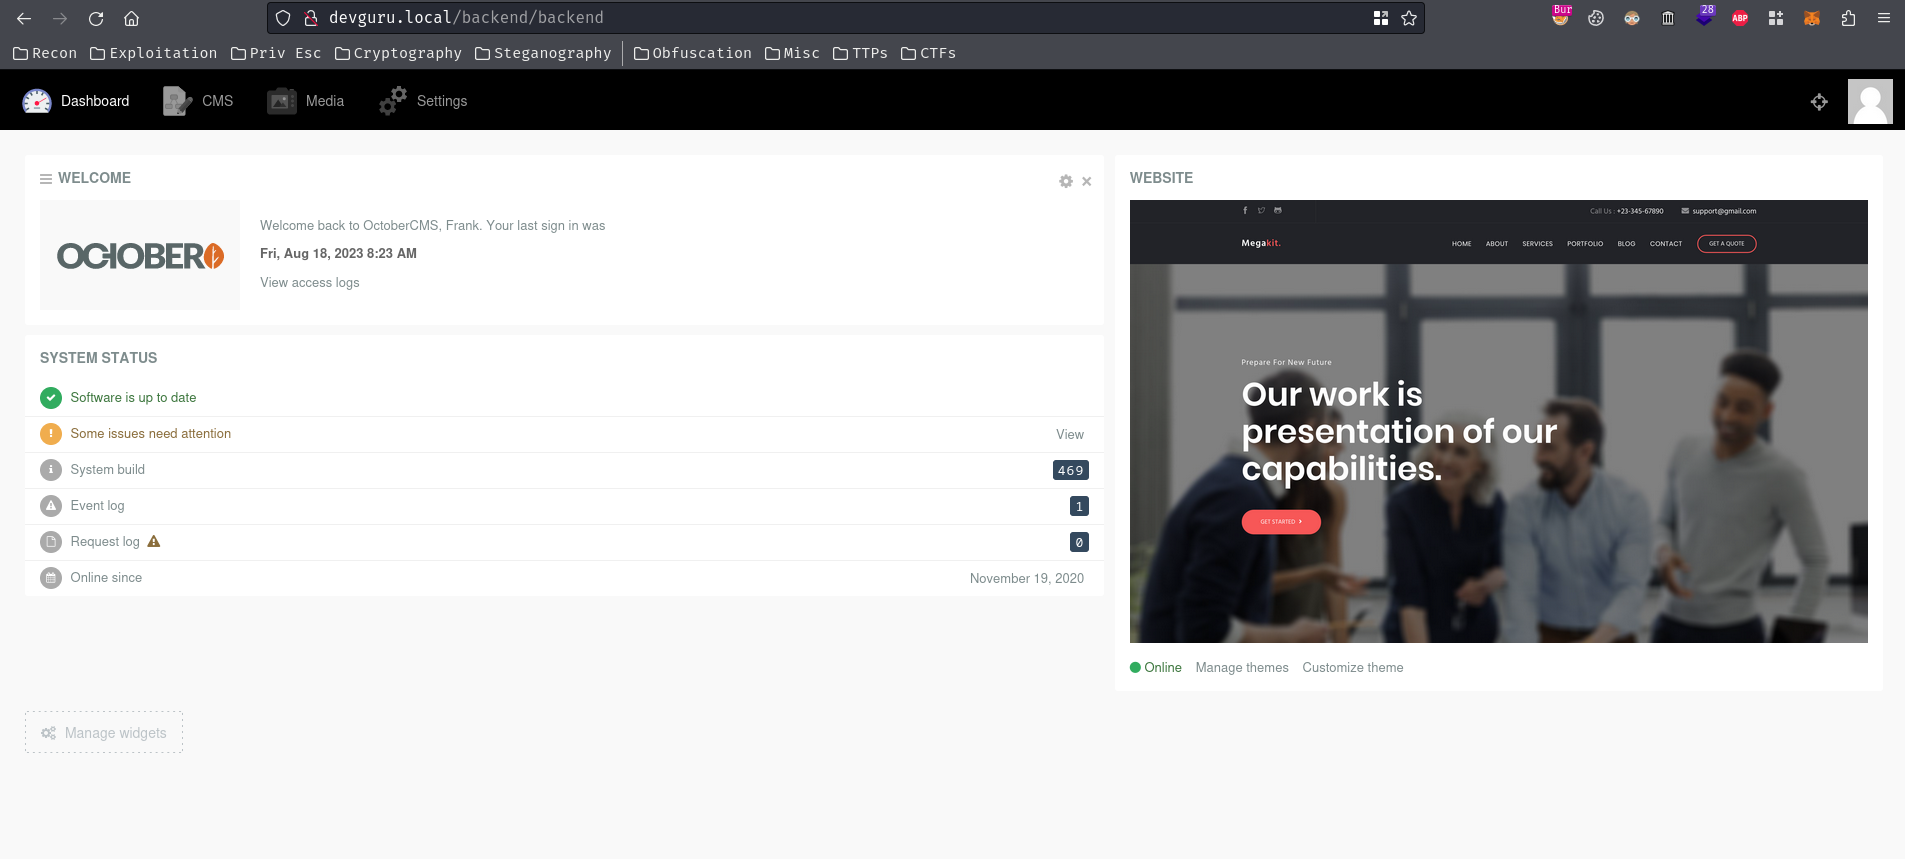 devguru.local/backend/backend
Bur
28
ABP
Recon Exploitation Priv Esc Cryptography Steganography Obfuscation Misc TTPs CTFs
Dashboard CMS Media Settings
WELCOME
OCTOBER
Welcome back to OctoberCMS, Frank. Your last sign in was
Fri, Aug 18, 2023 8:23 AM
View access logs
SYSTEM STATUS
Software is up to date
Some issues need attention View
System build 469
Event log 1
Request log 0
Online since November 19, 2020
Manage widgets
WEBSITE
Call Us : +23-345-67890 support@gmail.com
Megakit. HOME ABOUT SERVICES PORTFOLIO BLOG CONTACT GET A QUOTE
Prepare For New Future
Our work is
presentation of our
capabilities.
GET STARTED
Online Manage themes Customize theme